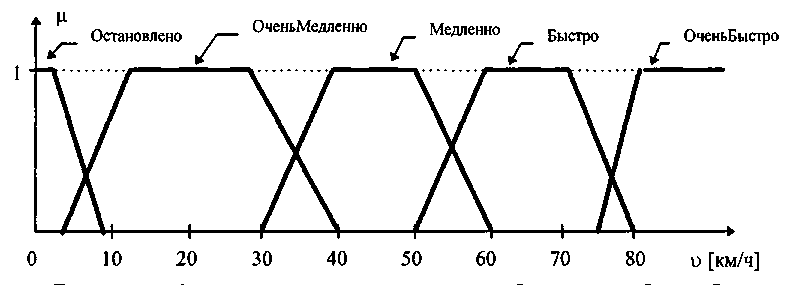 μ
Остановлено
ОченьМедленно
Медленно
Быстро
ОченьБыстро
1
0 10 20 30 40 50 60 70 80 υ [км/ч]